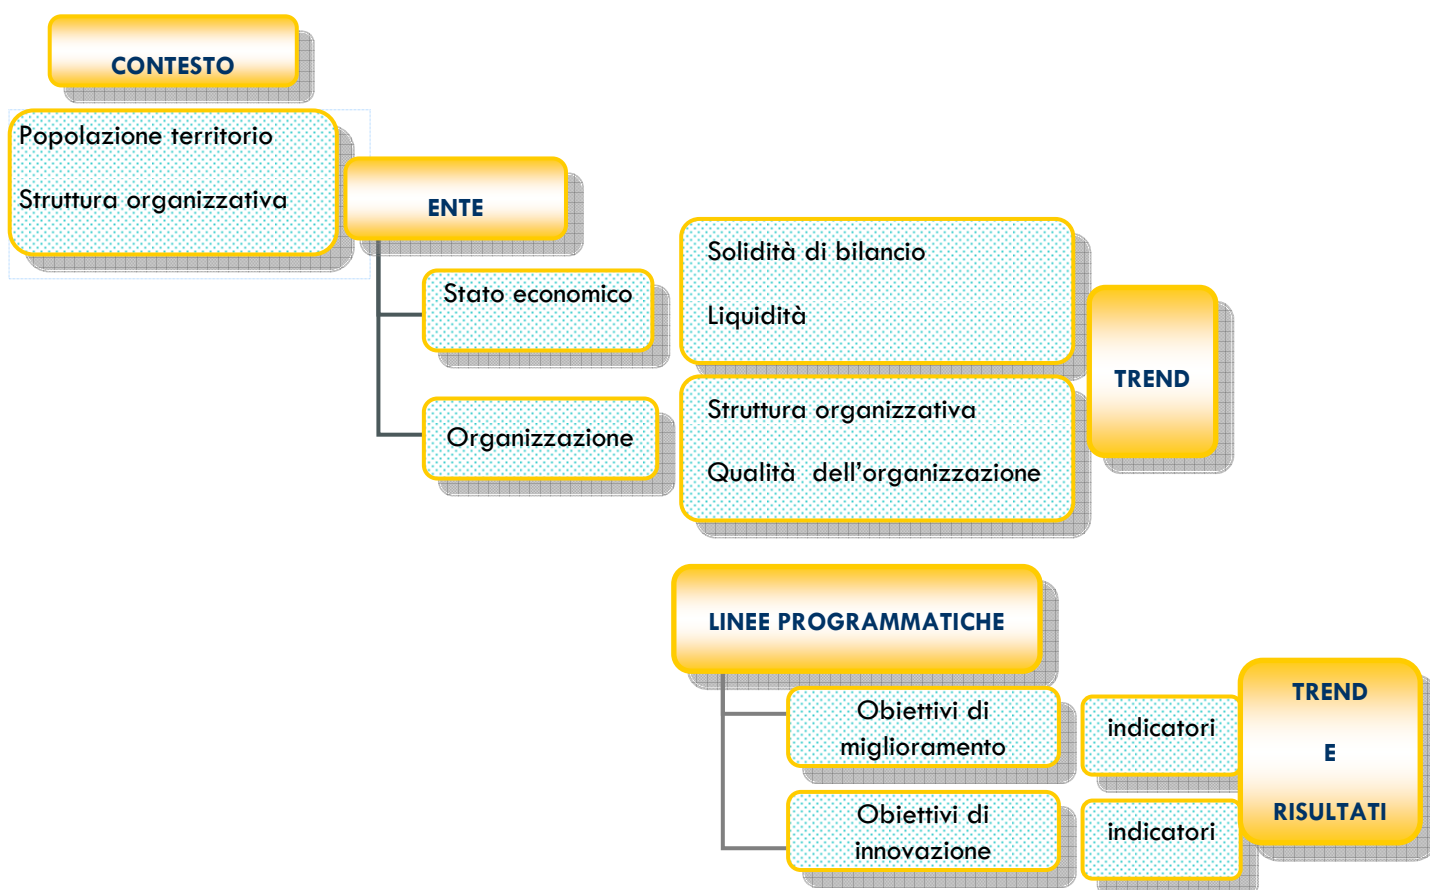 CONTESTO
Popolazione territorio
Struttura organizzativa
ENTE
Stato economico
Organizzazione
Solidità di bilancio
Liquidità
Struttura organizzativa
Qualità dell’organizzazione
TREND
LINEE PROGRAMMATICHE
Obiettivi di
miglioramento
indicatori
Obiettivi di
innovazione
indicatori
TREND
E
RISULTATI